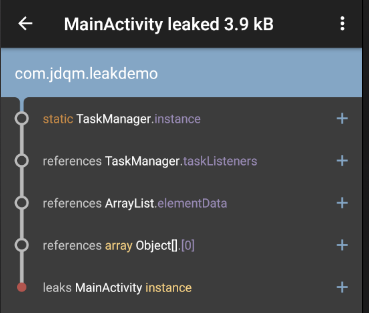 MainActivity leaked 3.9 kB
com.jdqm.leakdemo
static TaskManager.instance
references TaskManager.taskListeners
references ArrayList.elementData
references array Object[].[0]
leaks MainActivity instance